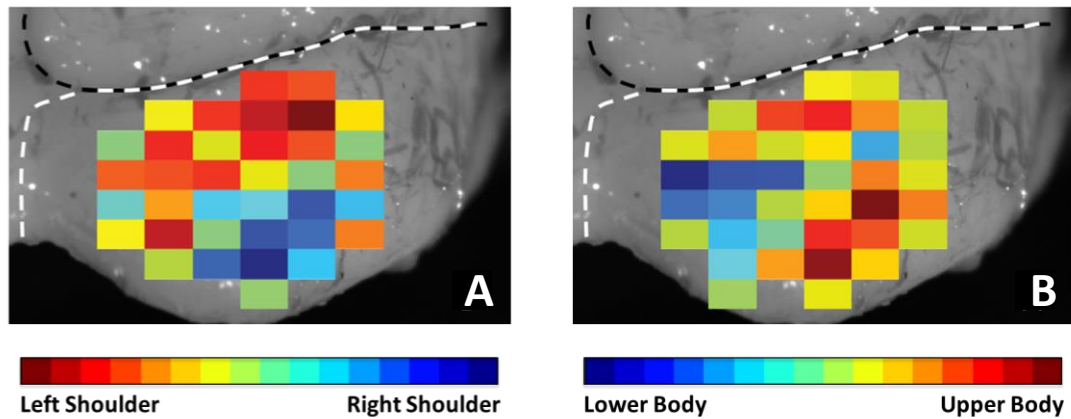 A
B
Left Shoulder
Right Shoulder
Lower Body
Upper Body